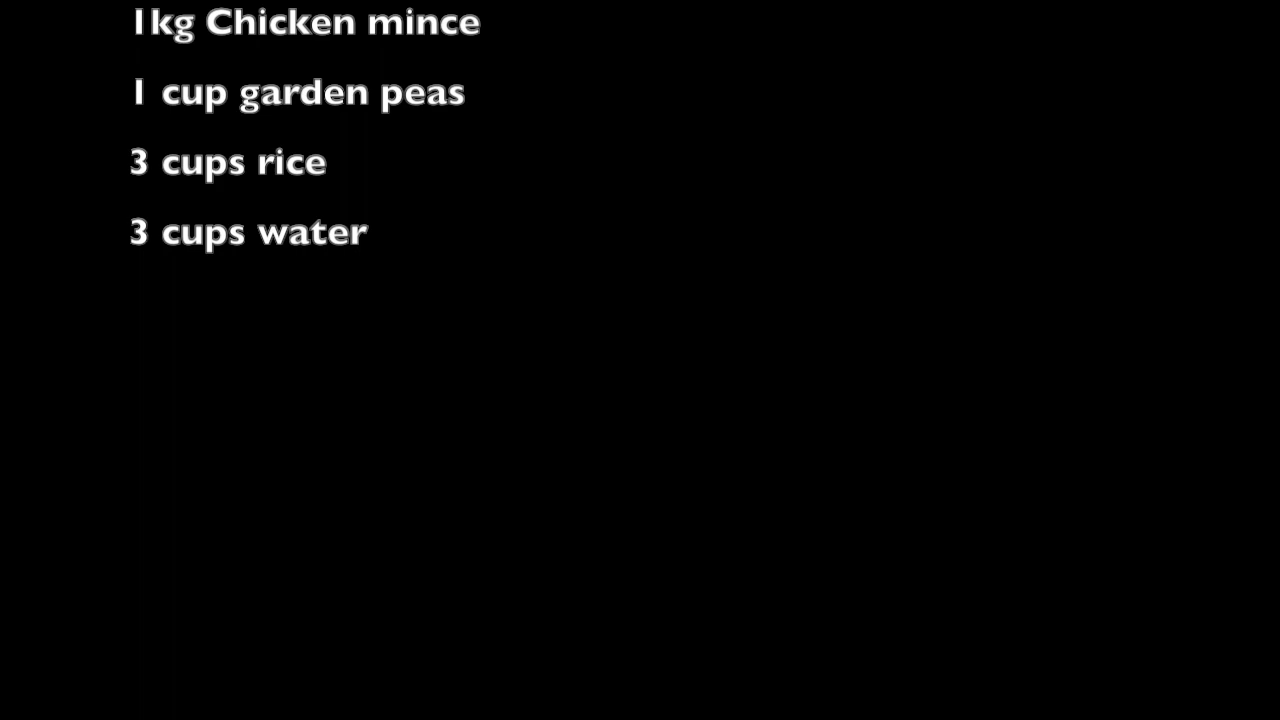 1kg Chicken mince
1 cup garden peas
3 cups rice
3 cups water